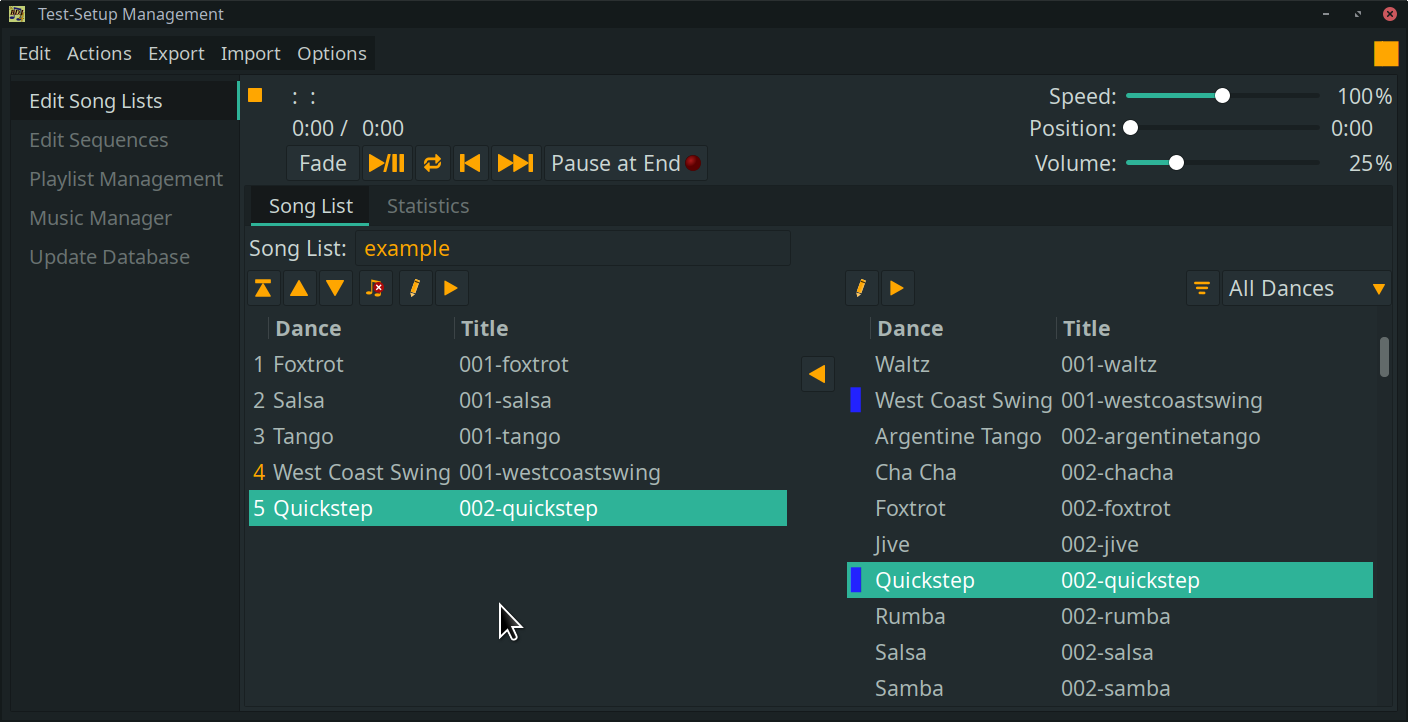 Test-Setup Management
Edit Actions Export Import Options
Edit Song Lists
Edit Sequences
Playlist Management
Music Manager
Update Database
: :
0:00 / 0:00
Fade
Pause at End
Speed: 100%
Position: 0:00
Volume: 25%
Song List Statistics
Song List: example
All Dances
Dance Title
1 Foxtrot 001-foxtrot
2 Salsa 001-salsa
3 Tango 001-tango
4 West Coast Swing 001-westcoastswing
5 Quickstep 002-quickstep
Dance Title
Waltz 001-waltz
West Coast Swing 001-westcoastswing
Argentine Tango 002-argentinetango
Cha Cha 002-chacha
Foxtrot 002-foxtrot
Jive 002-jive
Quickstep 002-quickstep
Rumba 002-rumba
Salsa 002-salsa
Samba 002-samba